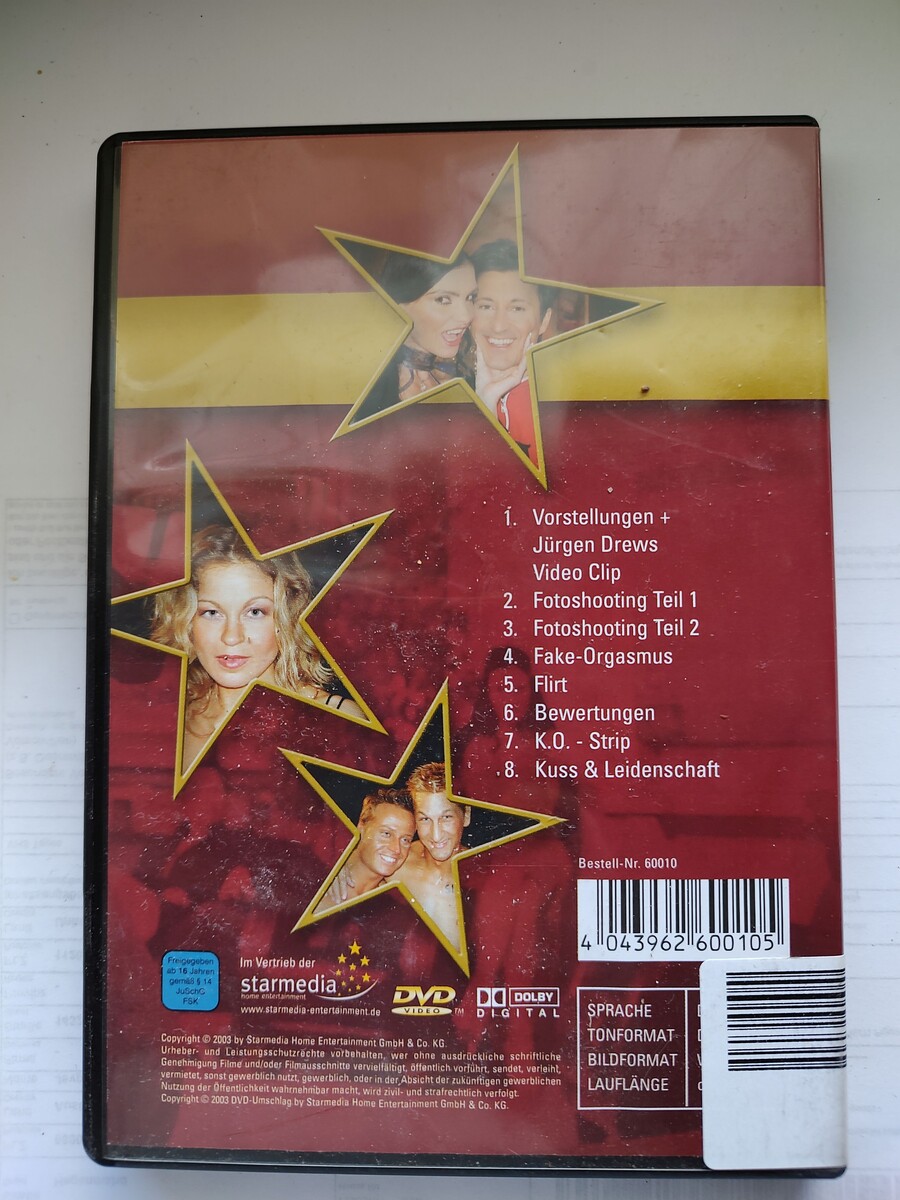 1. Vorstellungen +
Jürgen Drews
Video Clip
2. Fotoshooting Teil 1
3. Fotoshooting Teil 2
4. Fake-Orgasmus
5. Flirt
6. Bewertungen
7. K.O. - Strip
8. Kuss & Leidenschaft
Bestell-Nr. 60010
4 043962 600105
Freigegeben
ab 16 Jahren
gemäß § 14
JuSchG
FSK
Im Vertrieb der
starmedia
home entertainment
www.starmedia-entertainment.de
DVD
VIDEO
TM
DOLBY
DIGITAL
SPRACHE
TONFORMAT
BILDFORMAT
LAUFLÄNGE
Copyright © 2003 by Starmedia Home Entertainment GmbH & Co. KG.
Urheber- und Leistungsschutzrechte vorbehalten, wer ohne ausdrückliche schriftliche
Genehmigung Filme und/oder Filmausschnitte vervielfältigt, öffentlich vorführt, sendet, verleiht,
vermietet, sonst gewerblich nutzt, gewerblich, oder in der Absicht der zukünftigen gewerblichen
Nutzung der Öffentlichkeit wahrnehmbar macht, wird zivil- und strafrechtlich verfolgt.
Copyright © 2003 DVD-Umschlag by Starmedia Home Entertainment GmbH & Co. KG.